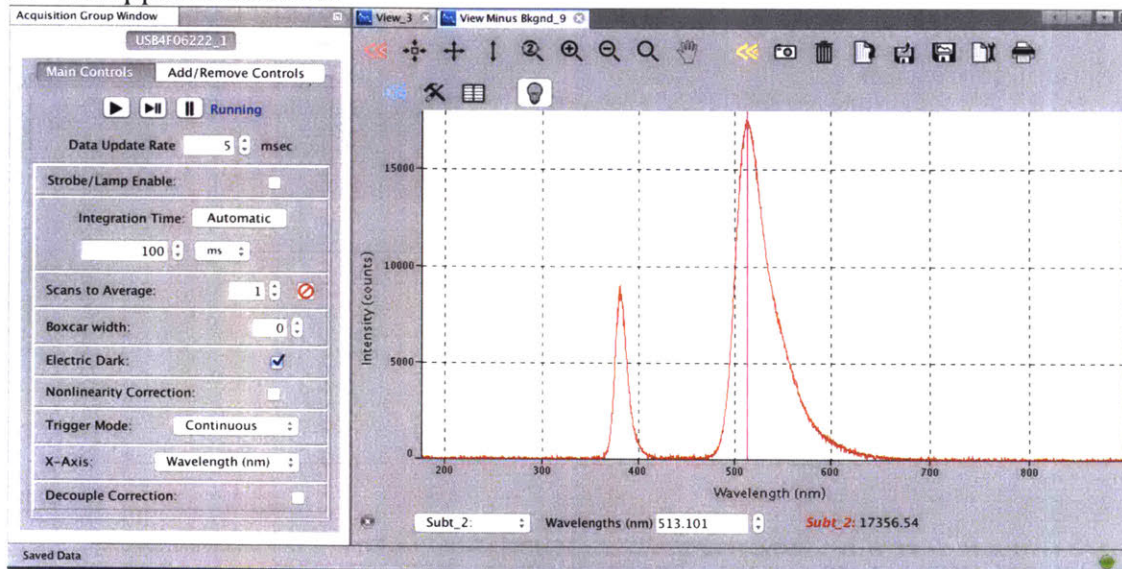 Acquisition Group Window
View_3
View Minus Bkgnd_9
USB4F06222_1
Main Controls
Add/Remove Controls
Running
Data Update Rate 5 msec
Strobe/Lamp Enable:
Integration Time: Automatic
100 ms
Scans to Average: 1
Boxcar width: 0
Electric Dark:
Nonlinearity Correction:
Trigger Mode: Continuous
X-Axis: Wavelength (nm)
Decouple Correction:
Saved Data
2
Intensity (counts)
15000
10000
5000
0
200 300 400 500 600 700 800
Wavelength (nm)
Subt_2: Wavelengths (nm) 513.101 Subt_2: 17356.54